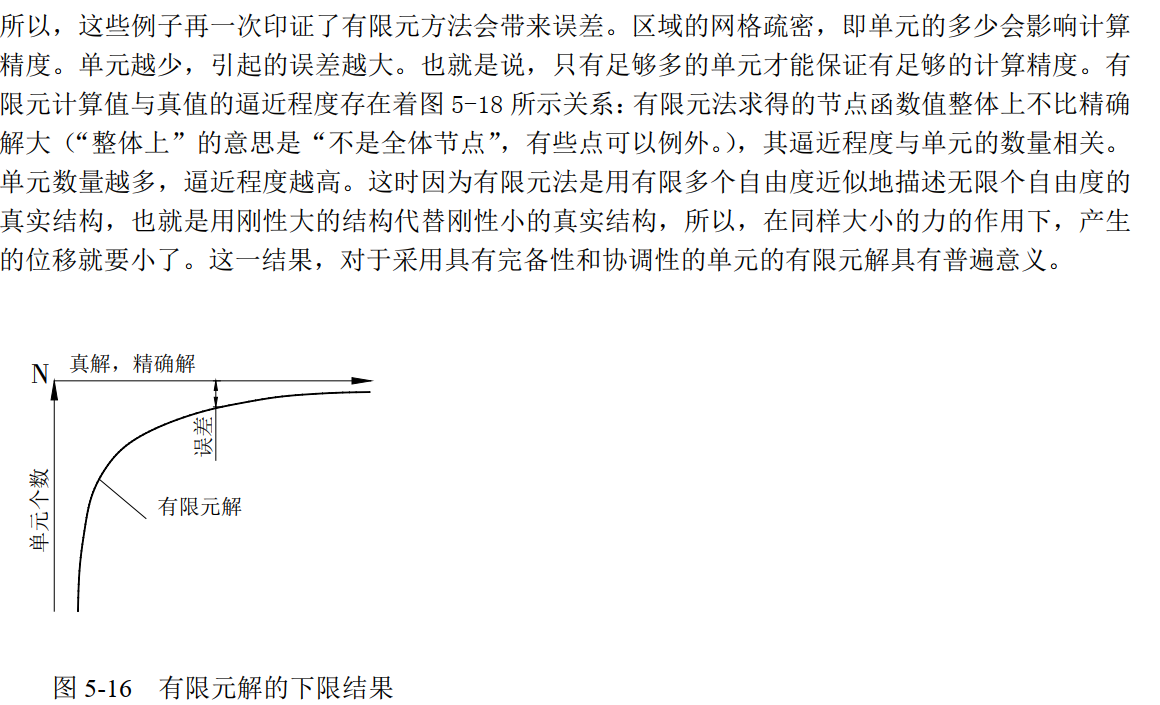 所以，这些例子再一次印证了有限元方法会带来误差。区域的网格疏密，即单元的多少会影响计算
精度。单元越少，引起的误差越大。也就是说，只有足够多的单元才能保证有足够的计算精度。有
限元计算值与真值的逼近程度存在着图 5-18 所示关系：有限元法求得的节点函数值整体上不比精确
解大（“整体上”的意思是“不是全体节点”，有些点可以例外。），其逼近程度与单元的数量相关。
单元数量越多，逼近程度越高。这时因为有限元法是用有限多个自由度近似地描述无限个自由度的
真实结构，也就是用刚性大的结构代替刚性小的真实结构，所以，在同样大小的力的作用下，产生
的位移就要小了。这一结果，对于采用具有完备性和协调性的单元的有限元解具有普遍意义。
N
真解，精确解
误差
单元个数
有限元解
图 5-16 有限元解的下限结果